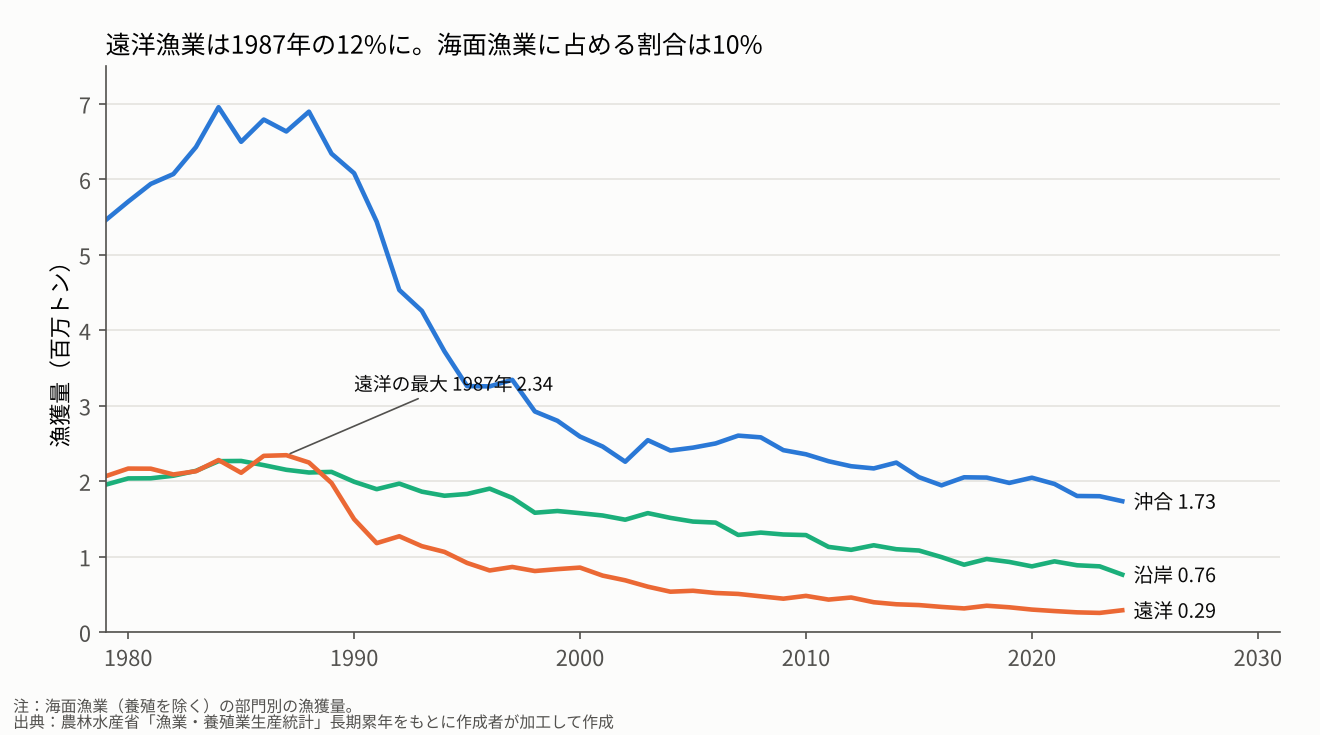 遠洋漁業は1987年の12%に。海面漁業に占める割合は10%
漁獲量（百万トン）
7
6
5
4
3
2
1
0
遠洋の最大 1987年 2.34
沖合 1.73
沿岸 0.76
遠洋 0.29
1980
1990
2000
2010
2020
2030
注：海面漁業（養殖を除く）の部門別の漁獲量。
出典：農林水産省「漁業・養殖業生産統計」長期累年をもとに作成者が加工して作成